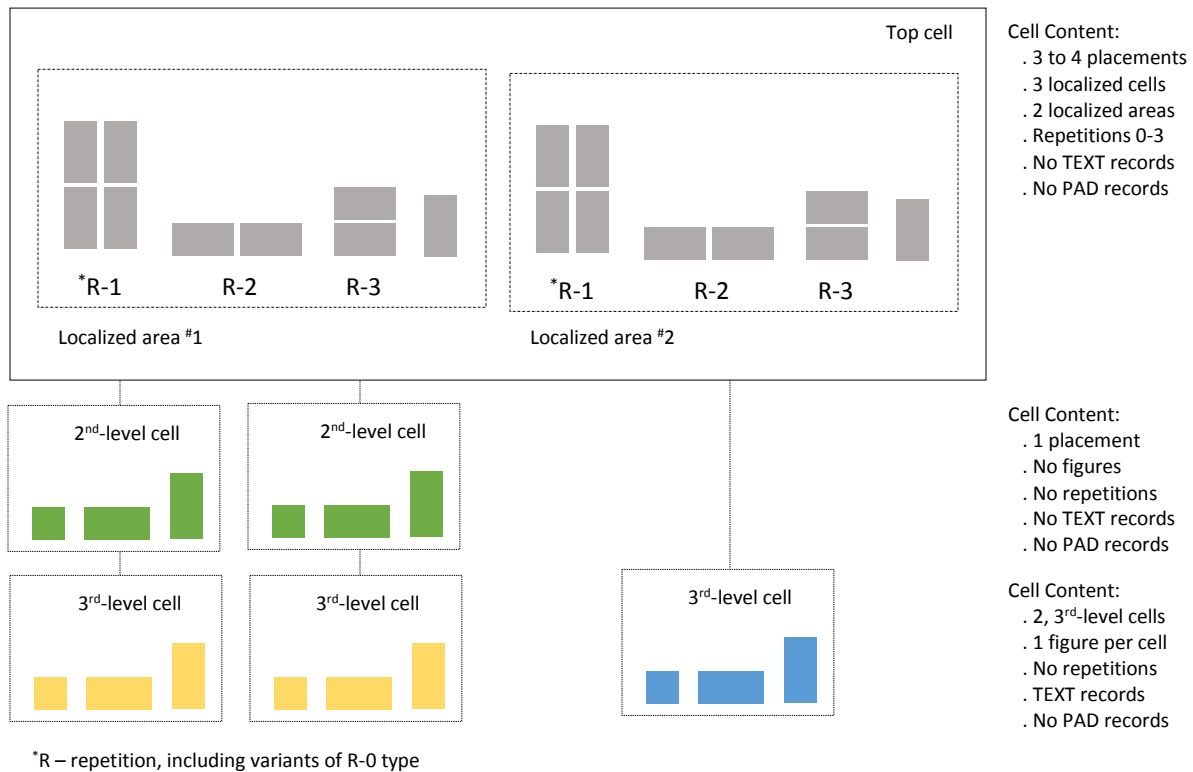 Top cell
*R-1
R-2
R-3
*R-1
R-2
R-3
Localized area #1
Localized area #2
Cell Content:
. 3 to 4 placements
. 3 localized cells
. 2 localized areas
. Repetitions 0-3
. No TEXT records
. No PAD records
2nd-level cell
2nd-level cell
Cell Content:
. 1 placement
. No figures
. No repetitions
. No TEXT records
. No PAD records
3rd-level cell
3rd-level cell
3rd-level cell
Cell Content:
. 2, 3rd-level cells
. 1 figure per cell
. No repetitions
. TEXT records
. No PAD records
*R – repetition, including variants of R-0 type